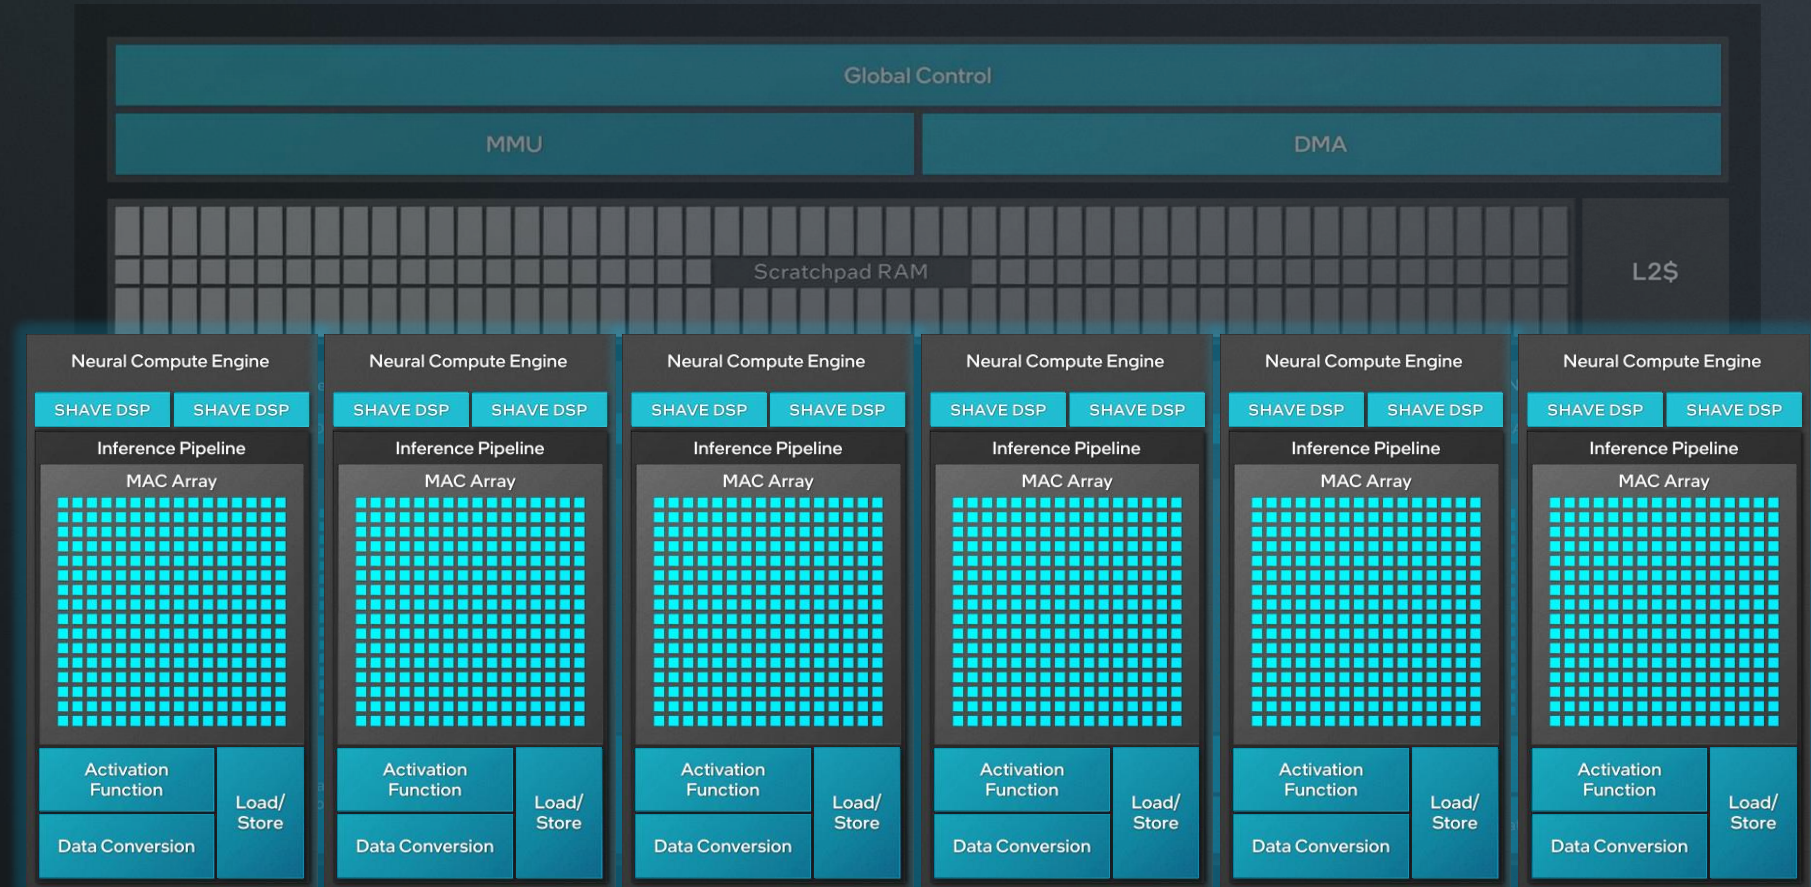 Global Control
MMU
DMA
Scratchpad RAM
L2$
Neural Compute Engine
SHAVE DSP
SHAVE DSP
Inference Pipeline
MAC Array
Activation
Function
Load/
Store
Data Conversion
Neural Compute Engine
SHAVE DSP
SHAVE DSP
Inference Pipeline
MAC Array
Activation
Function
Load/
Store
Data Conversion
Neural Compute Engine
SHAVE DSP
SHAVE DSP
Inference Pipeline
MAC Array
Activation
Function
Load/
Store
Data Conversion
Neural Compute Engine
SHAVE DSP
SHAVE DSP
Inference Pipeline
MAC Array
Activation
Function
Load/
Store
Data Conversion
Neural Compute Engine
SHAVE DSP
SHAVE DSP
Inference Pipeline
MAC Array
Activation
Function
Load/
Store
Data Conversion
Neural Compute Engine
SHAVE DSP
SHAVE DSP
Inference Pipeline
MAC Array
Activation
Function
Load/
Store
Data Conversion